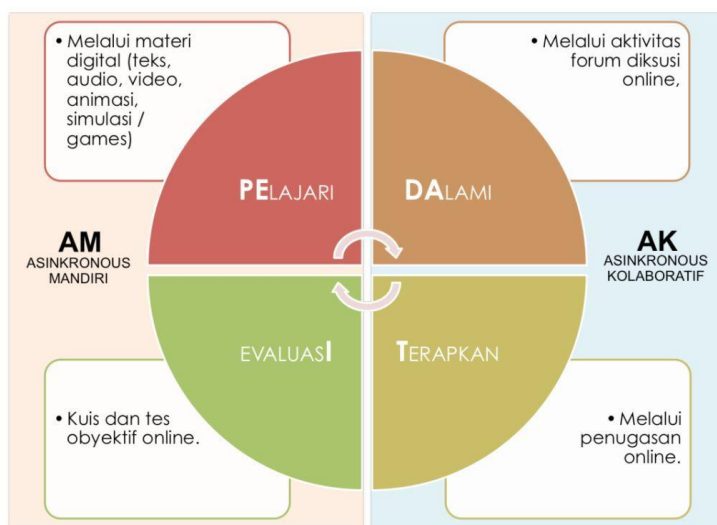 • Melalui materi
digital (teks,
audio, video,
animasi,
simulasi /
games)
• Melalui aktivitas
forum diksusi
online,
PELAJARI
DALAMI
AM
ASINKRONOUS
MANDIRI
AK
ASINKRONOUS
KOLABORATIF
EVALUASI
TERAPKAN
• Kuis dan tes
obyektif online.
• Melalui
penugasan
online.